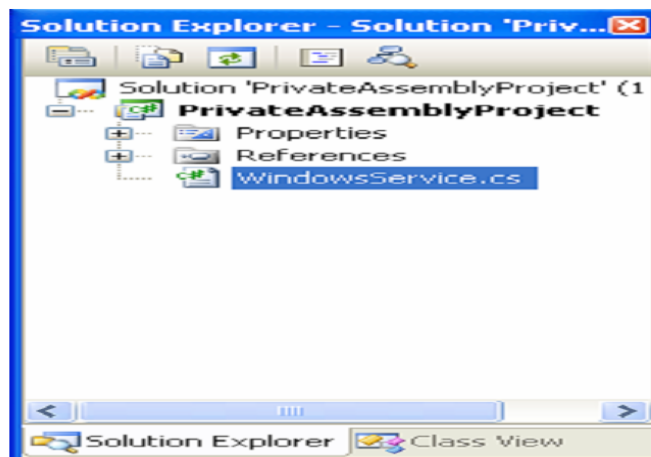 Solution Explorer - Solution 'Priv...
Solution 'PrivateAssemblyProject' (1
PrivateAssemblyProject
Properties
References
WindowsService.cs
Solution Explorer Class View